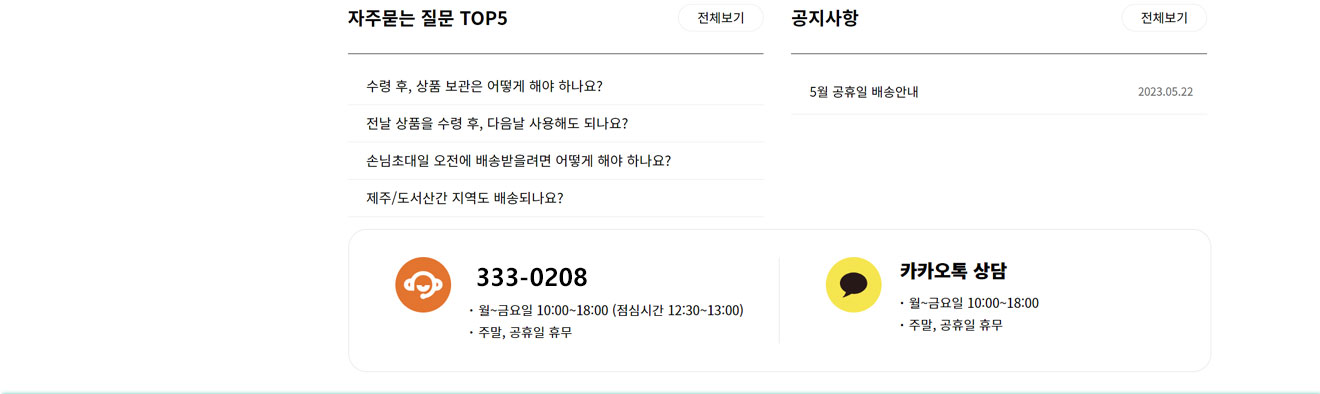 자주묻는 질문 TOP5
전체보기
수령 후, 상품 보관은 어떻게 해야 하나요?
전날 상품을 수령 후, 다음날 사용해도 되나요?
손님초대일 오전에 배송받을려면 어떻게 해야 하나요?
제주/도서산간 지역도 배송되나요?
공지사항
전체보기
5월 공휴일 배송안내
2023.05.22
333-0208
· 월~금요일 10:00~18:00 (점심시간 12:30~13:00)
· 주말, 공휴일 휴무
카카오톡 상담
· 월~금요일 10:00~18:00
· 주말, 공휴일 휴무